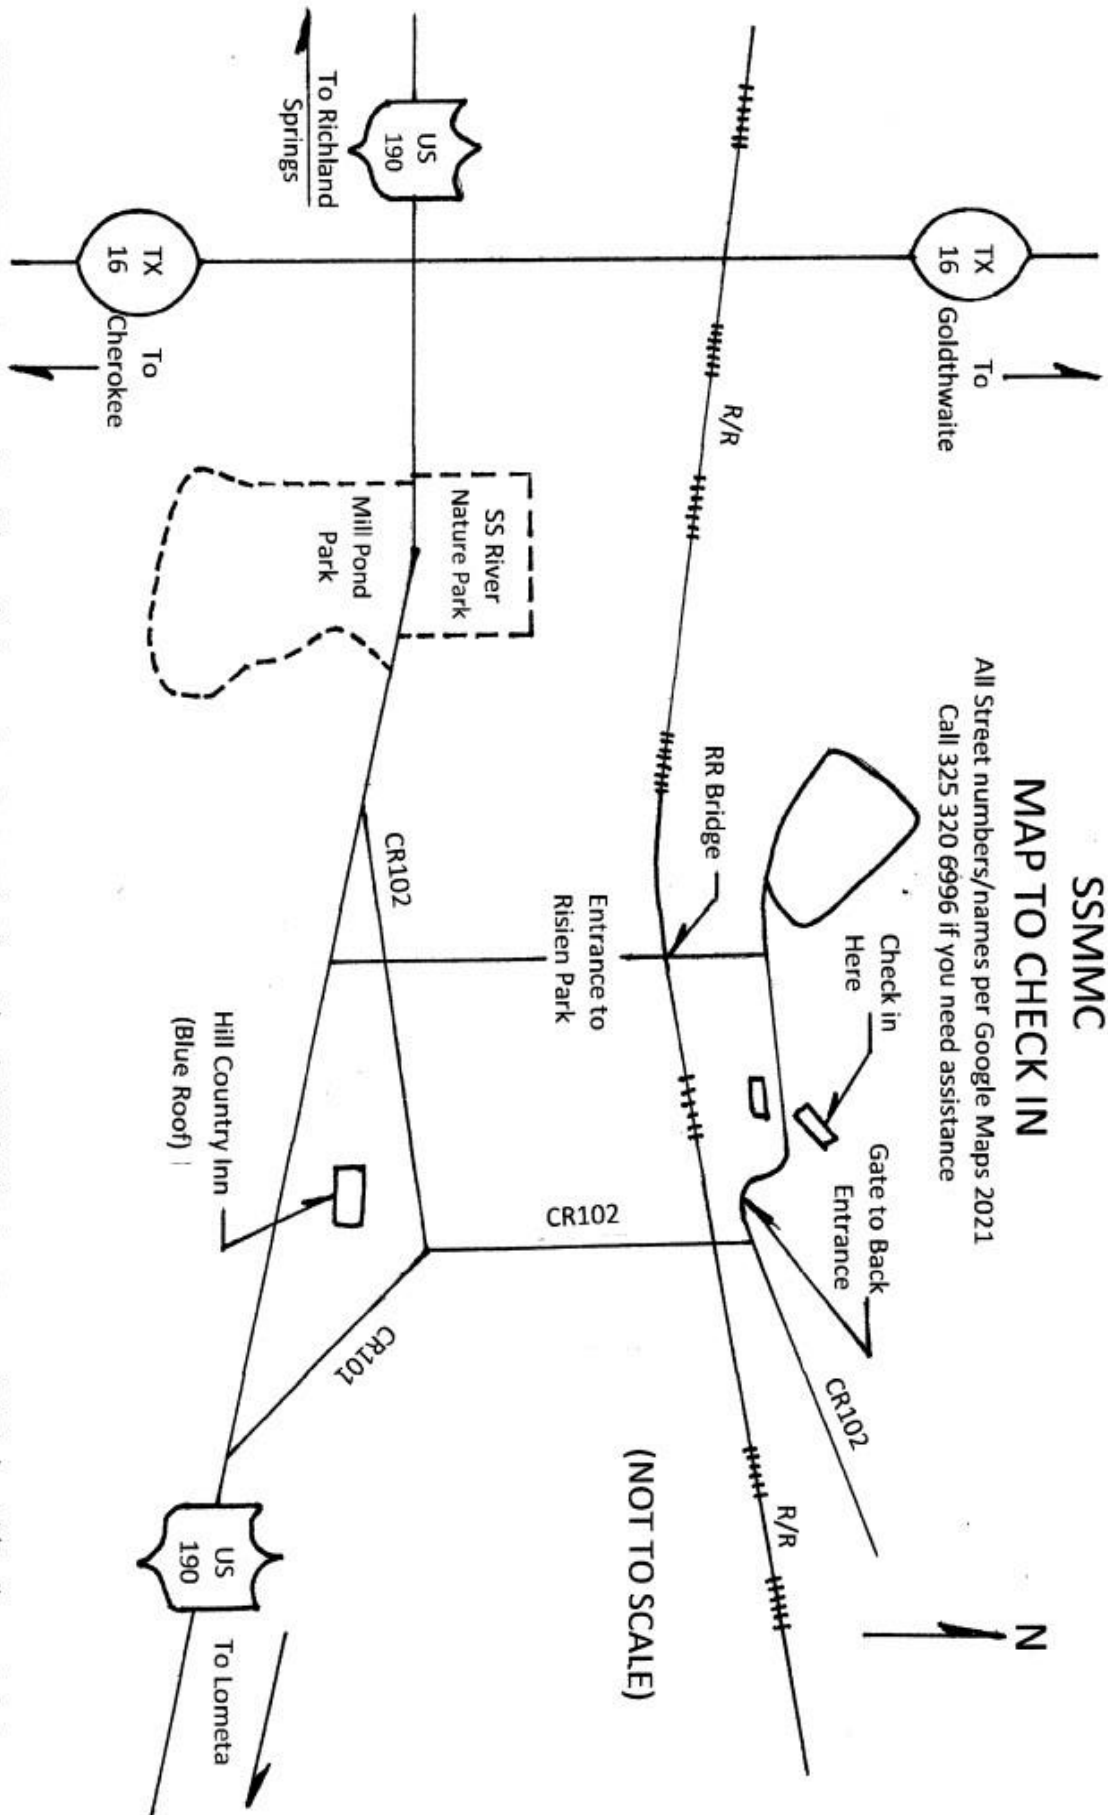 SSMMC
MAP TO CHECK IN
All Street numbers/names per Google Maps 2021
Call 325 320 6996 if you need assistance
N
TX
16
To
Goldthwaite
Check in
Here
Gate to Back
Entrance
CR102
R/R
RR Bridge
R/R
(NOT TO SCALE)
Entrance to
Risien Park
CR102
SS River
Nature Park
US
190
CR102
To Richland
Springs
Mill Pond
Park
CR101
Hill Country Inn
(Blue Roof)
US
190
To Lometa
TX
16
To
Cherokee